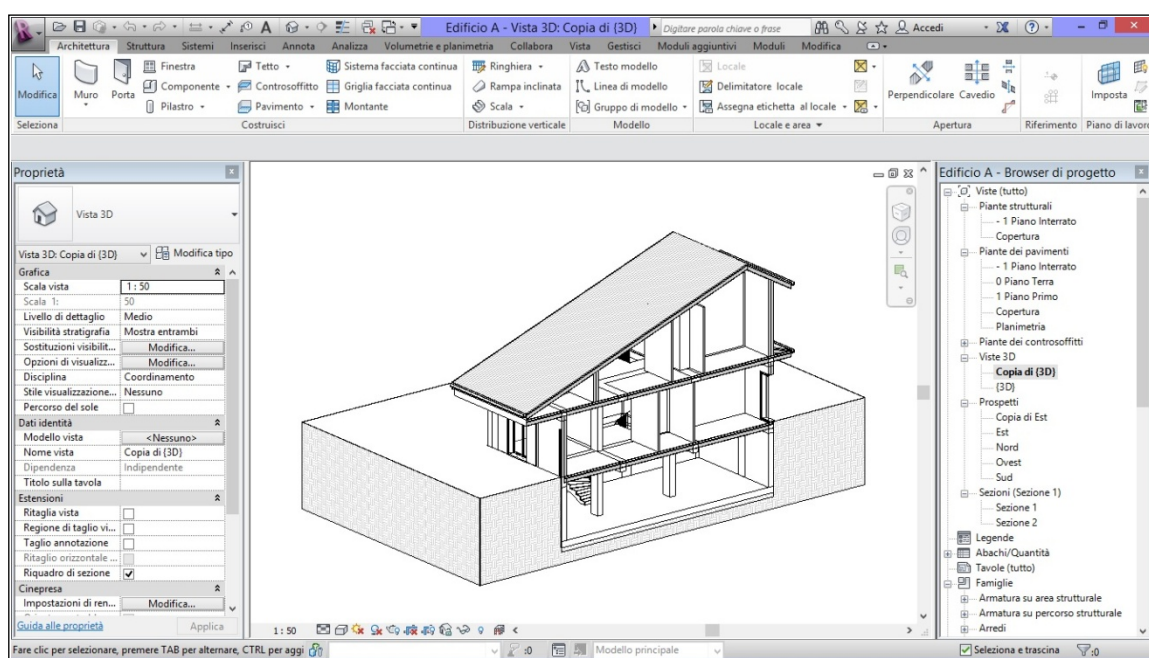 Edificio A - Vista 3D: Copia di {3D}
Digitare parola chiave o frase
Accedi
Architettura Struttura Sistemi Inserisci Annota Analizza Volumetrie e planimetria Collabora Vista Gestisci Moduli aggiuntivi Moduli Modifica
Modifica
Muro
Porta
Finestra
Componente
Pilastro
Tetto
Controsoffitto
Pavimento
Sistema facciata continua
Griglia facciata continua
Montante
Ringhiera
Rampa inclinata
Scala
Testo modello
Linea di modello
Gruppo di modello
Locale
Delimitatore locale
Assegna etichetta al locale
Perpendicolare
Cavedio
Imposta
Seleziona
Costruisci
Distribuzione verticale
Modello
Locale e area
Apertura
Riferimento
Piano di lavoro
Proprietà
Vista 3D
Vista 3D: Copia di {3D}
Modifica tipo
Grafica
Scala vista 1 : 50
Scala 1: 50
Livello di dettaglio Medio
Visibilità stratigrafia Mostra entrambi
Sostituzioni visibilit... Modifica...
Opzioni di visualizz... Modifica...
Disciplina Coordinamento
Stile visualizzazione... Nessuno
Percorso del sole
Dati identità
Modello vista <Nessuno>
Nome vista Copia di {3D}
Dipendenza Indipendente
Titolo sulla tavola
Estensioni
Ritaglia vista
Regione di taglio vi...
Taglio annotazione
Ritaglio orizzontale ...
Riquadro di sezione
Cinepresa
Impostazioni di ren... Modifica...
Guida alle proprietà
Applica
1 : 50
Edificio A - Browser di progetto
Viste (tutto)
Piante strutturali
- 1 Piano Interrato
Copertura
Piante dei pavimenti
- 1 Piano Interrato
0 Piano Terra
1 Piano Primo
Copertura
Planimetria
Piante dei controsoffitti
Viste 3D
Copia di {3D}
{3D}
Prospetti
Copia di Est
Est
Nord
Ovest
Sud
Sezioni (Sezione 1)
Sezione 1
Sezione 2
Legende
Abachi/Quantità
Tavole (tutto)
Famiglie
Armatura su area strutturale
Armatura su percorso strutturale
Arredi
Fare clic per selezionare, premere TAB per alternare, CTRL per aggi
:0
Modello principale
Seleziona e trascina
:0